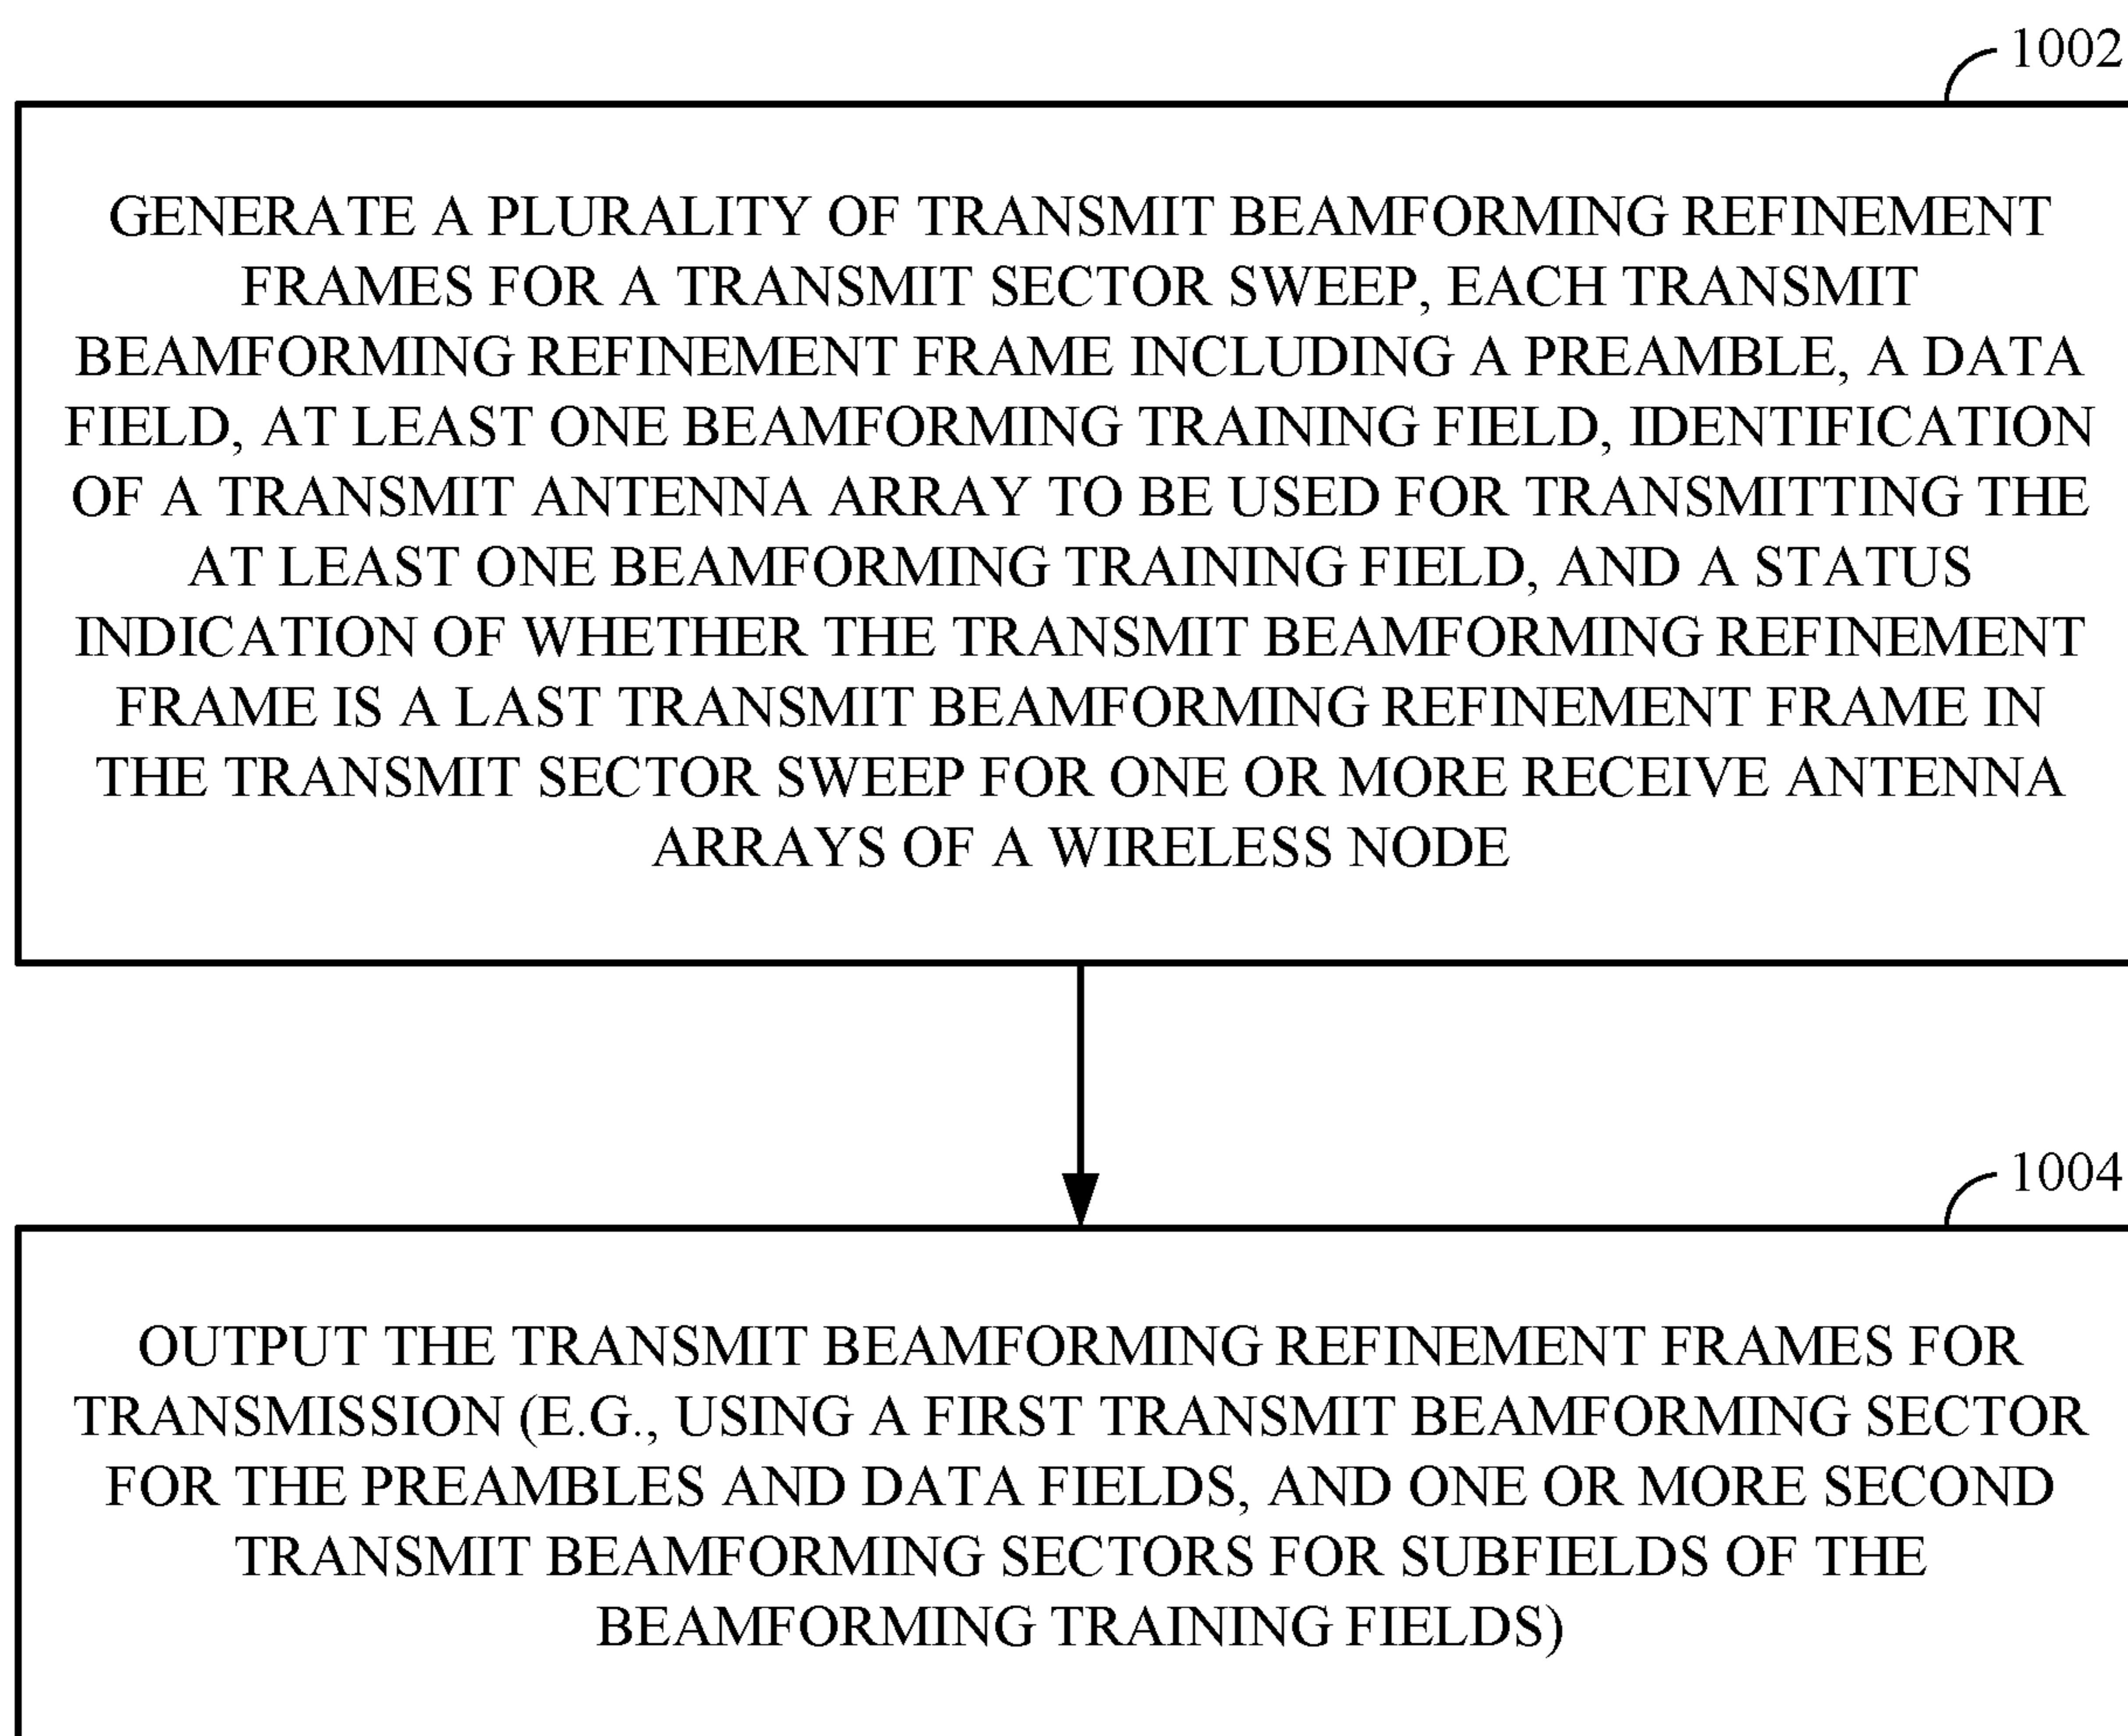 1002
GENERATE A PLURALITY OF TRANSMIT BEAMFORMING REFINEMENT
FRAMES FOR A TRANSMIT SECTOR SWEEP, EACH TRANSMIT
BEAMFORMING REFINEMENT FRAME INCLUDING A PREAMBLE, A DATA
FIELD, AT LEAST ONE BEAMFORMING TRAINING FIELD, IDENTIFICATION
OF A TRANSMIT ANTENNA ARRAY TO BE USED FOR TRANSMITTING THE
AT LEAST ONE BEAMFORMING TRAINING FIELD, AND A STATUS
INDICATION OF WHETHER THE TRANSMIT BEAMFORMING REFINEMENT
FRAME IS A LAST TRANSMIT BEAMFORMING REFINEMENT FRAME IN
THE TRANSMIT SECTOR SWEEP FOR ONE OR MORE RECEIVE ANTENNA
ARRAYS OF A WIRELESS NODE
1004
OUTPUT THE TRANSMIT BEAMFORMING REFINEMENT FRAMES FOR
TRANSMISSION (E.G., USING A FIRST TRANSMIT BEAMFORMING SECTOR
FOR THE PREAMBLES AND DATA FIELDS, AND ONE OR MORE SECOND
TRANSMIT BEAMFORMING SECTORS FOR SUBFIELDS OF THE
BEAMFORMING TRAINING FIELDS)